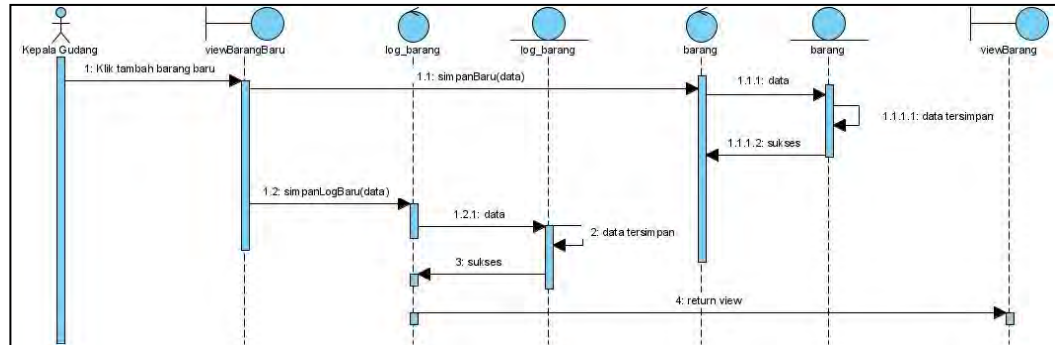 Kepala Gudang
viewBarangBaru
log_barang
log_barang
barang
barang
viewBarang
1: Klik tambah barang baru
1.1: simpanBaru(data)
1.1.1: data
1.1.1.1: data tersimpan
1.1.1.2: sukses
1.2: simpanLogBaru(data)
1.2.1: data
2: data tersimpan
3: sukses
4: return view